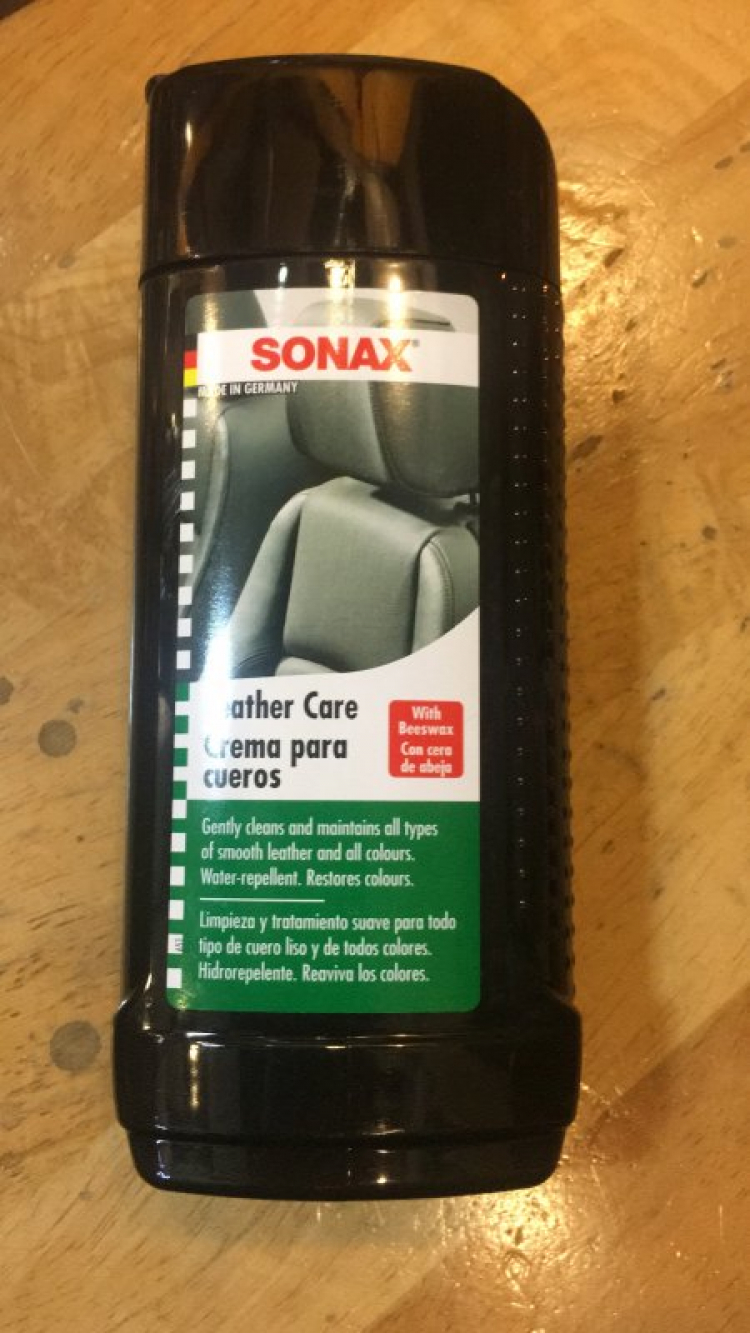 SONAX®
MADE IN GERMANY
Leather Care
Crema para
cueros
With
Beeswax
Con cera
de abeja
Gently cleans and maintains all types
of smooth leather and all colours.
Water-repellent. Restores colours.
Limpieza y tratamiento suave para todo
tipo de cuero liso y de todos colores.
Hidrorepelente. Reaviva los colores.